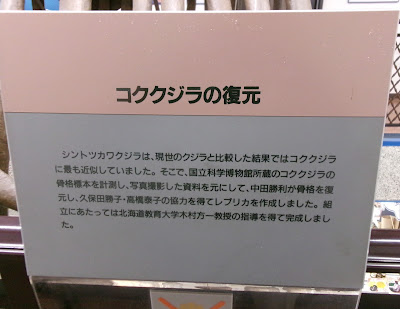 コククジラの復元
シントツカワクジラは、現世のクジラと比較した結果ではコククジラ
に最も近似していました。そこで、国立科学博物館所蔵のコククジラの
骨格標本を計測し、写真撮影した資料を元にして、中田勝利が骨格を復
元し、久保田勝子・高橋泰子の協力を得てレプリカを作成しました。組
立にあたっては北海道教育大学木村方一教授の指導を得て完成しまし
た。